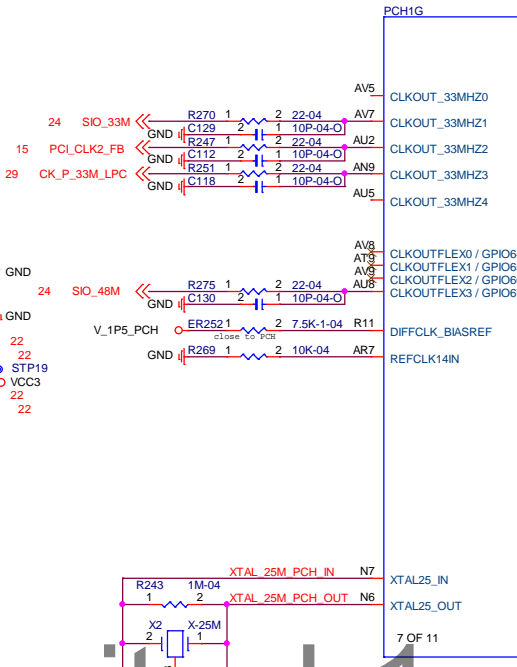 PCH1G
AV5 CLKOUT_33MHZ0
24 SIO_33M R270 1 2 22-04 AV7 CLKOUT_33MHZ1
GND C129 2 1 10P-04-O
15 PCI_CLK2_FB R247 1 2 22-04 AU2 CLKOUT_33MHZ2
GND C112 2 1 10P-04-O
29 CK_P_33M_LPC R251 1 2 22-04 AN9 CLKOUT_33MHZ3
GND C118 2 1 10P-04-O
AU5 CLKOUT_33MHZ4
AV8 CLKOUTFLEX0 / GPIO6
AT9 CLKOUTFLEX1 / GPIO6
GND
AV9 CLKOUTFLEX2 / GPIO6
24 SIO_48M R275 1 2 22-04 AU8 CLKOUTFLEX3 / GPIO6
GND C130 2 1 10P-04-O
GND
V_1P5_PCH ER252 1 2 7.5K-1-04 R11 DIFFCLK_BIASREF
close to PCH
22
22
GND R269 1 2 10K-04 AR7 REFCLK14IN
STP19
VCC3
22
22
XTAL_25M_PCH_IN N7 XTAL25_IN
R243 1M-04
1 2
XTAL_25M_PCH_OUT N6 XTAL25_OUT
X2 X-25M
2 1
7 OF 11